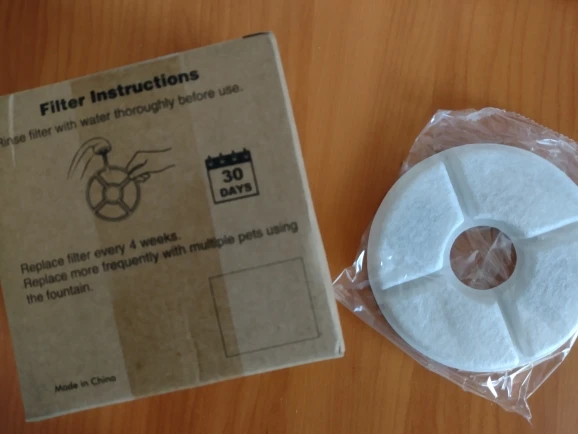 Filter Instructions
Rinse filter with water thoroughly before use.
30
DAYS
Replace filter every 4 weeks.
Replace more frequently with multiple pets using
the fountain.
Made in China